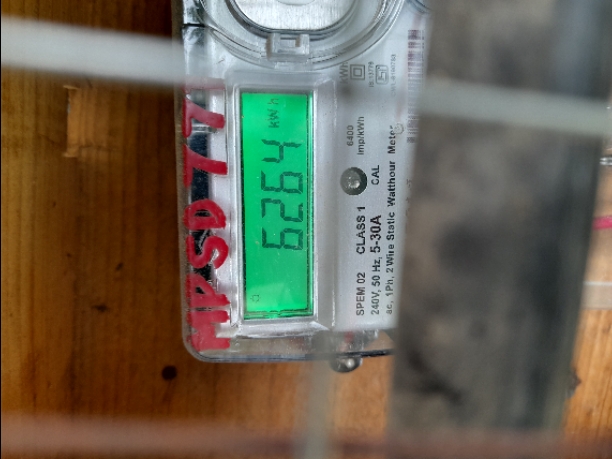 HPSD 77
6264 kWh
6400
imp/kWh
CAL
SPEM 02 CLASS 1
240V, 50 Hz, 5-30A
ac, 1Ph, 2 Wire Static Watthour Meter